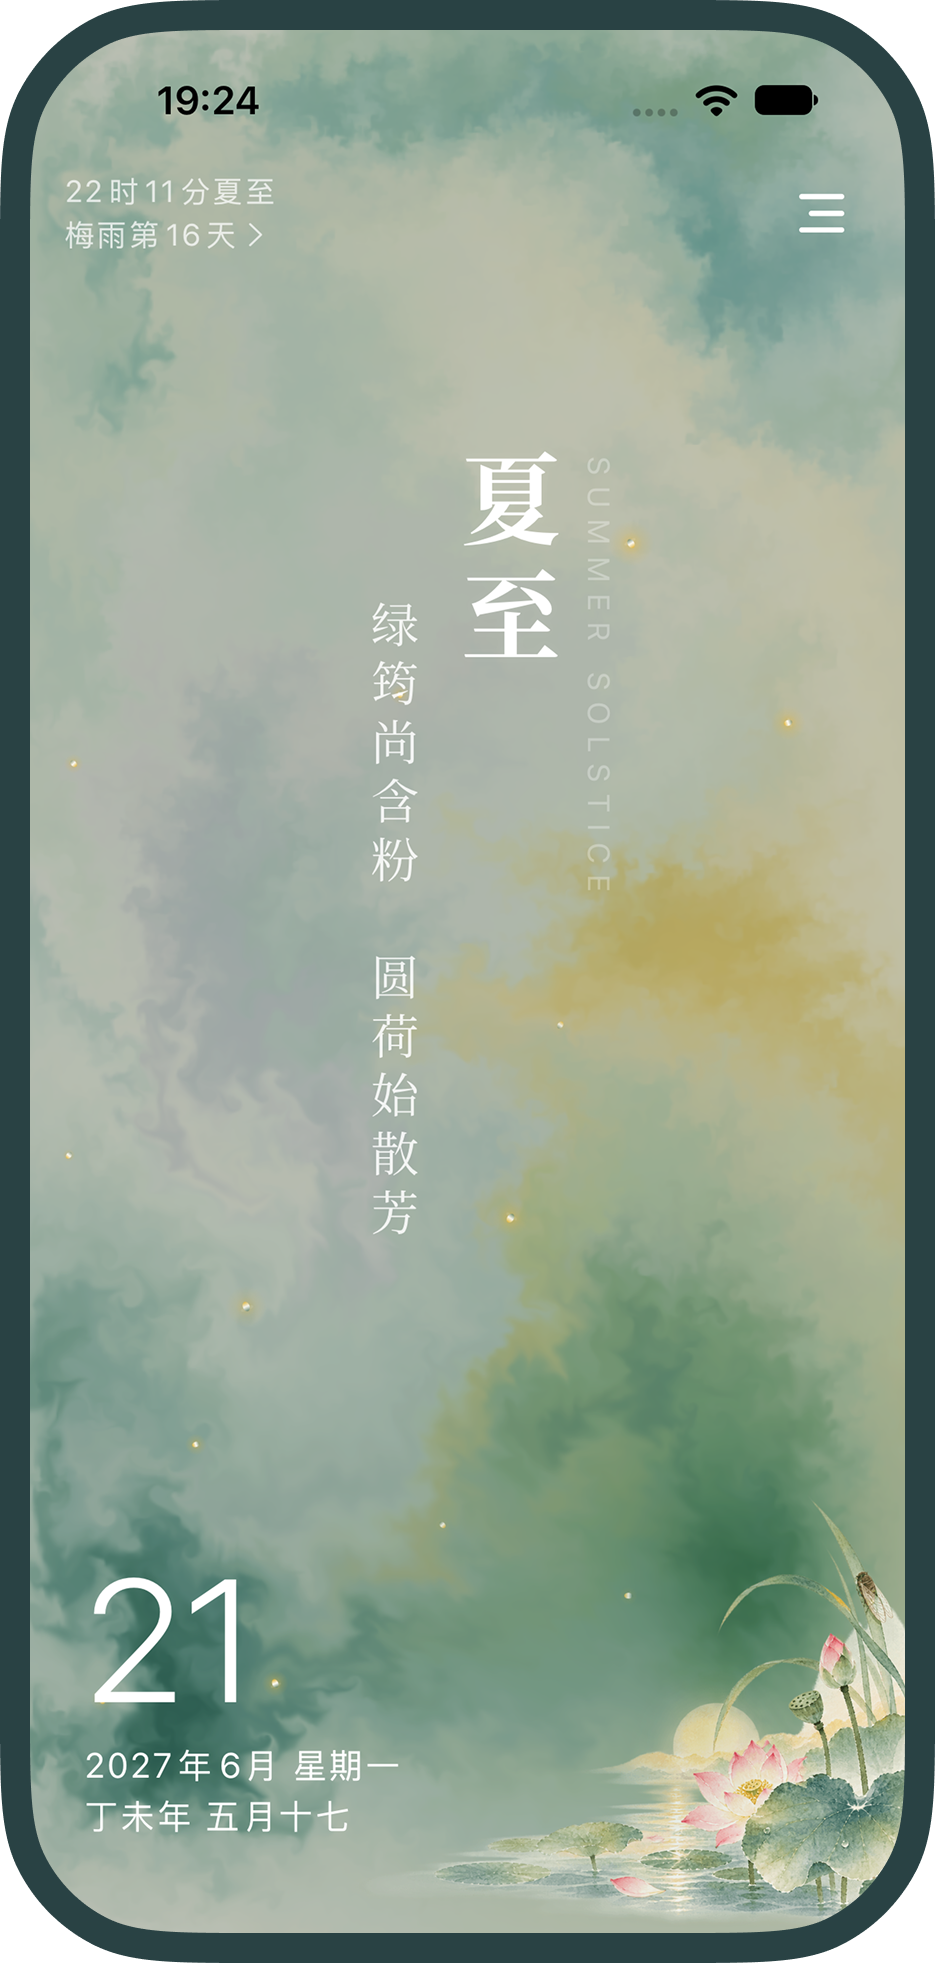 19:24
22时11分夏至
梅雨第16天 >
夏至
SUMMER SOLSTICE
绿筠尚含粉 圆荷始散芳
21
2027年6月 星期一
丁未年 五月十七